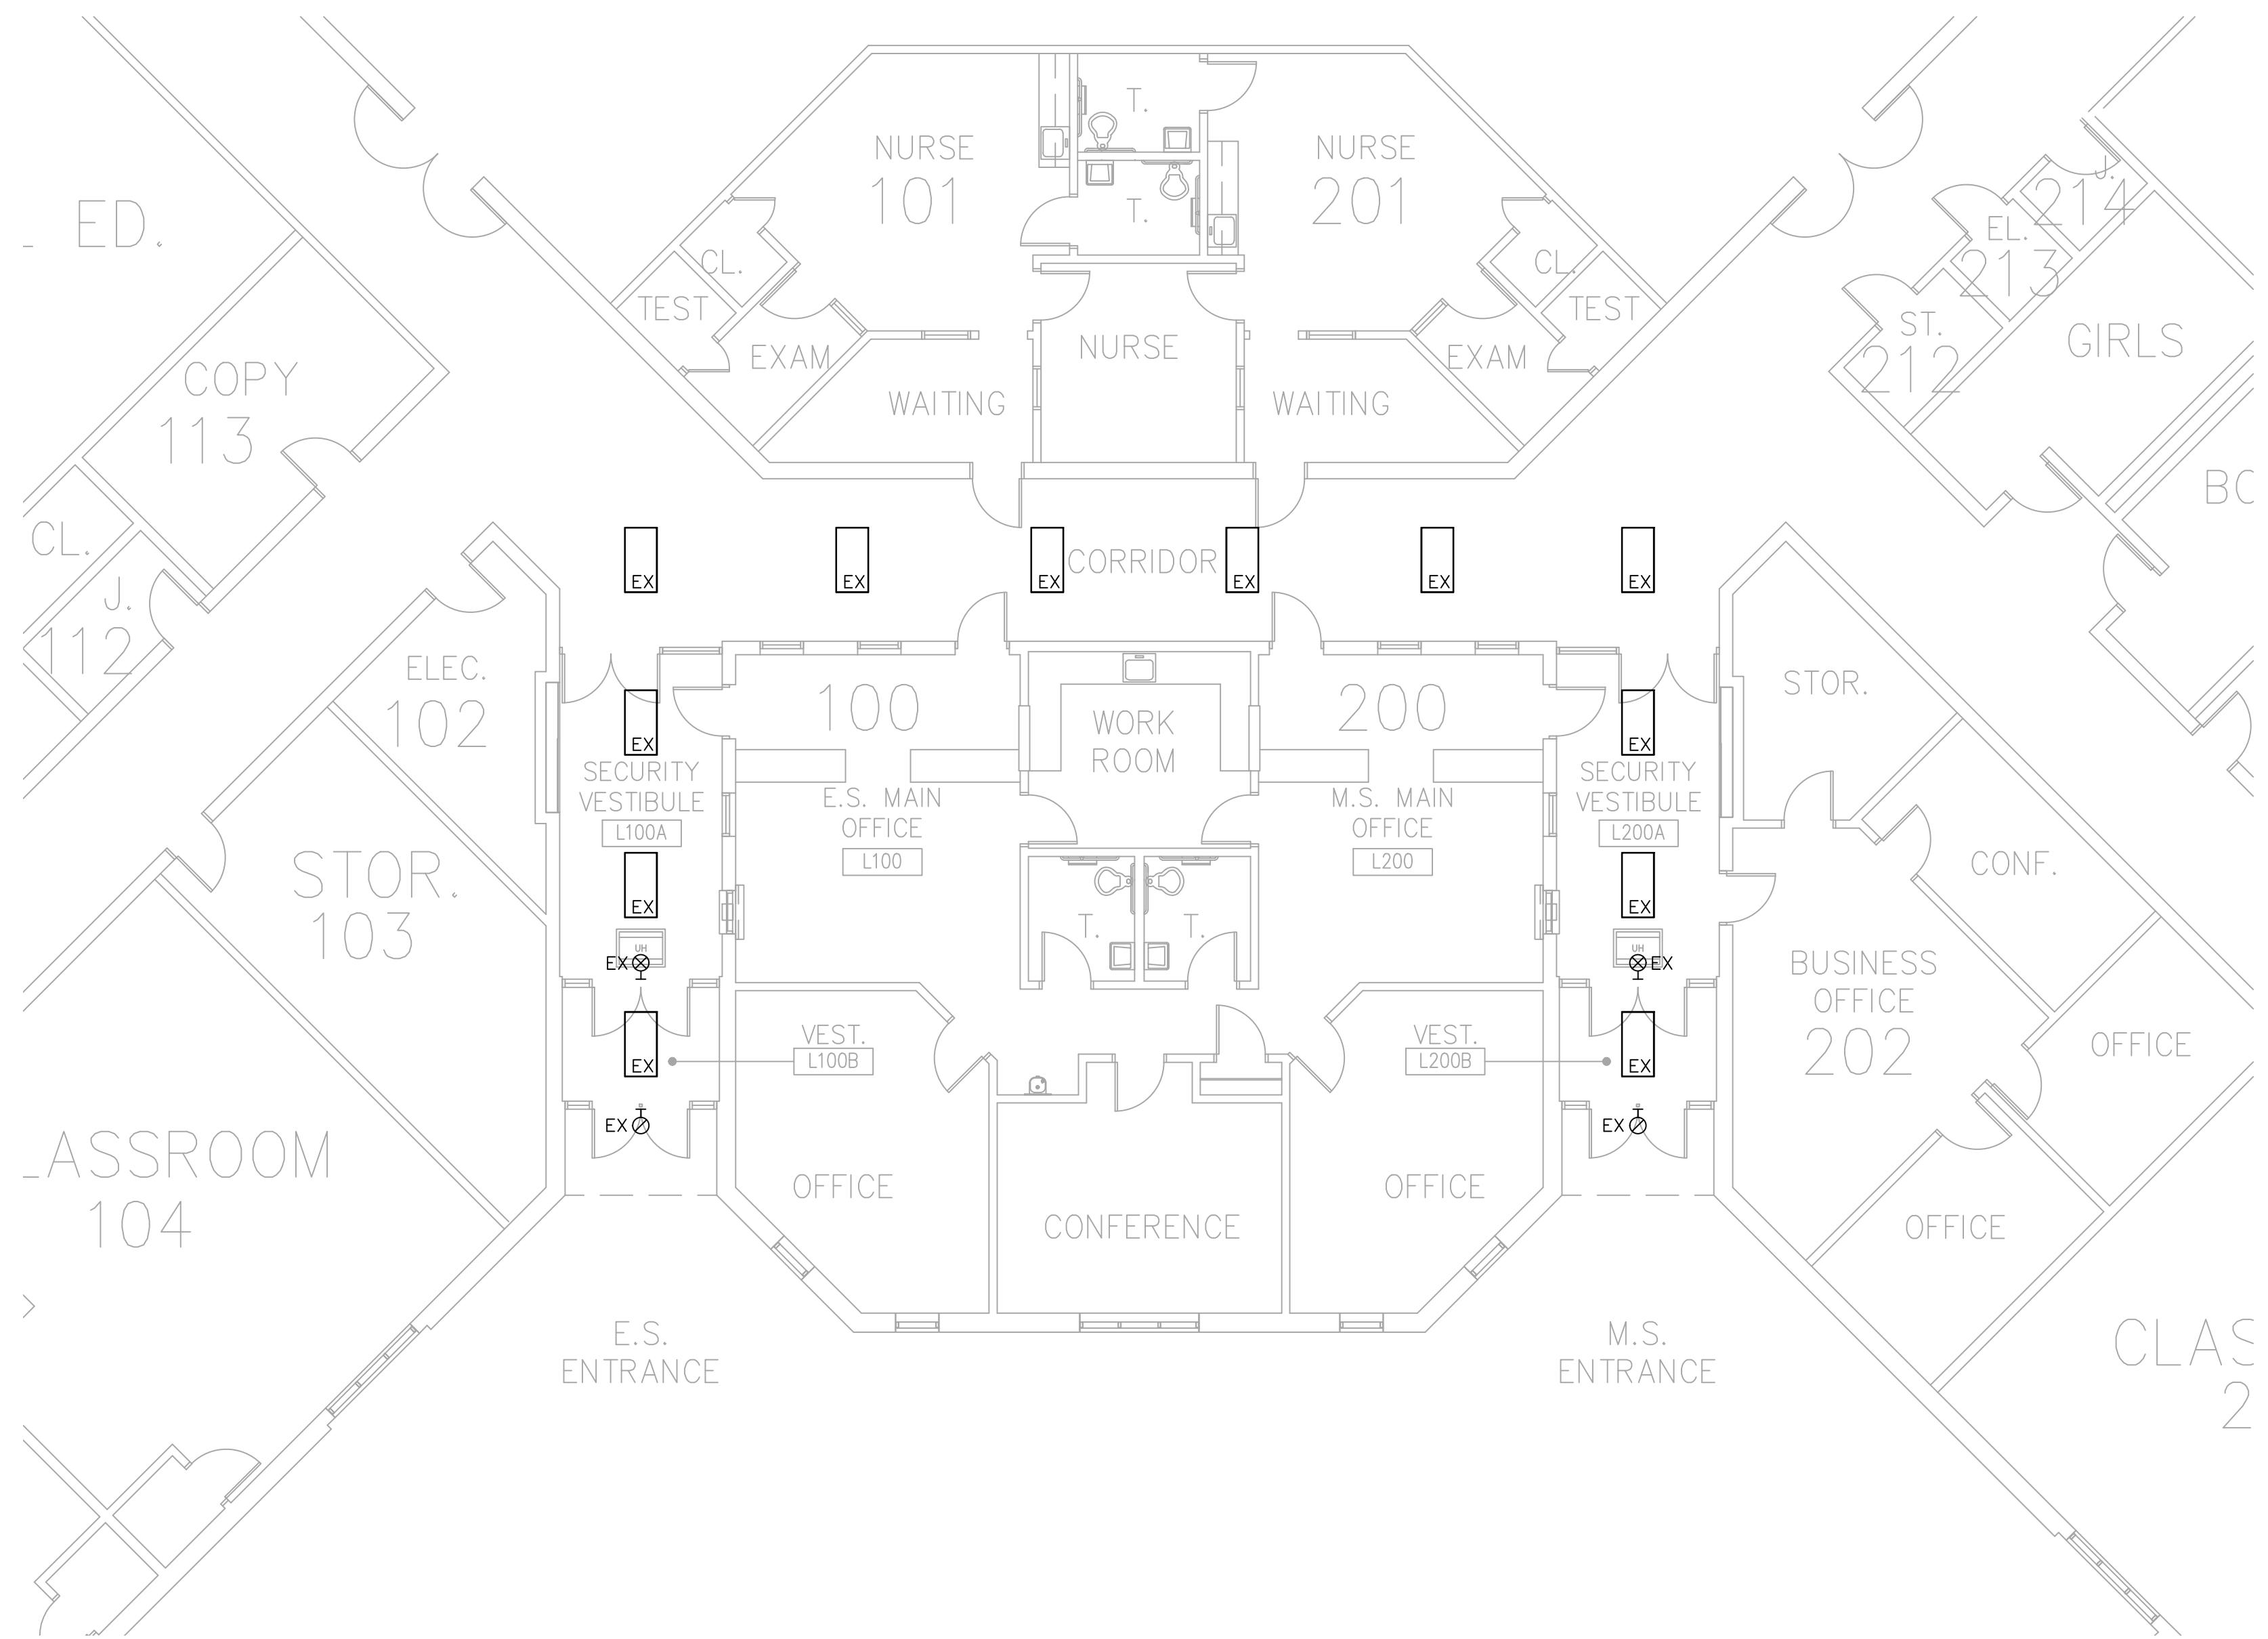 NURSE
101
T.
T.
NURSE
201
CL.
TEST
EXAM
WAITING
NURSE
WAITING
CL.
TEST
EXAM
J.
214
EL.
213
ST.
212
GIRLS
ED.
COPY
113
CL.
J.
112
ELEC.
102
STOR.
103
104
EX
EX
EX
CORRIDOR
EX
EX
EX
EX
SECURITY
VESTIBULE
L100A
EX
UH
EX
100
E.S. MAIN
OFFICE
L100
WORK
ROOM
T.
T.
200
M.S. MAIN
OFFICE
L200
EX
SECURITY
VESTIBULE
L200A
EX
UH
EX
STOR.
CONF.
BUSINESS
OFFICE
202
OFFICE
OFFICE
EX
VEST.
L100B
EX
VEST.
L200B
EX
EX
OFFICE
CONFERENCE
OFFICE
E.S.
ENTRANCE
M.S.
ENTRANCE